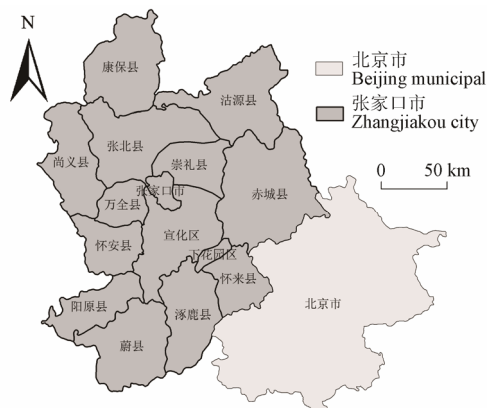 N
北京市
Beijing municipal
张家口市
Zhangjiakou city
0 50 km
康保县
沽源县
张北县
尚义县
崇礼县
张家口市
赤城县
万全县
宣化区
怀安县
下花园区
怀来县
阳原县
涿鹿县
北京市
蔚县